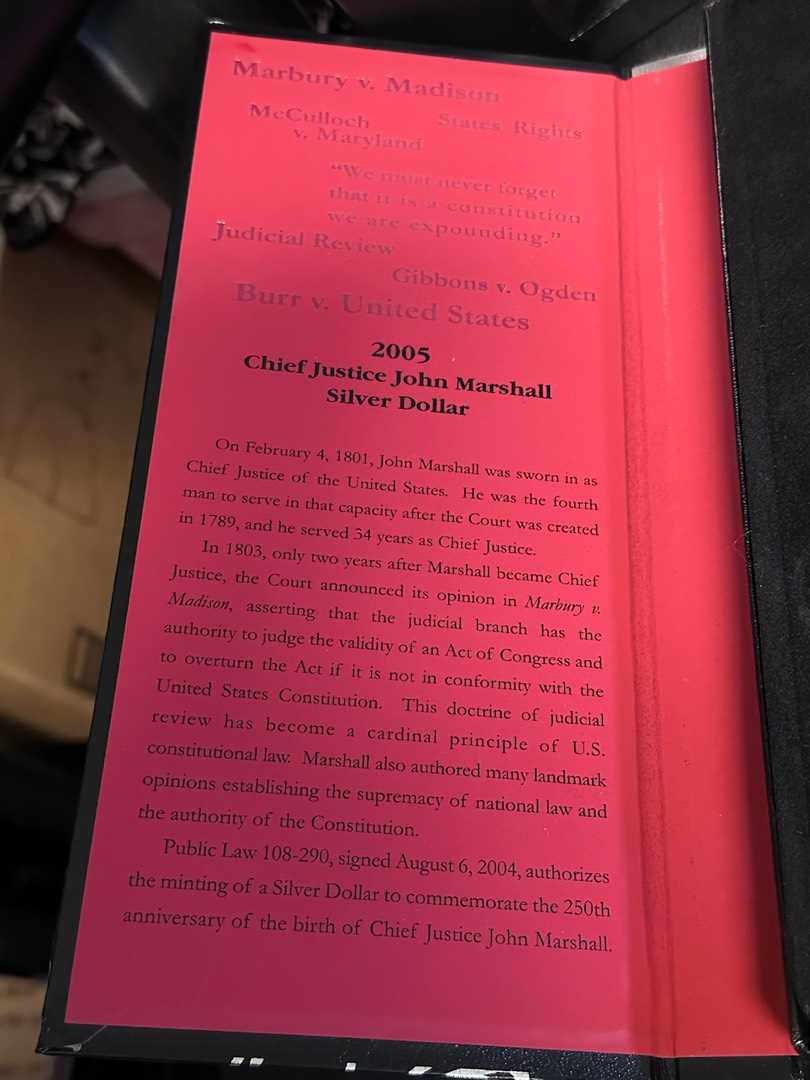 Marbury v. Madison
McCulloch
v. Maryland
States' Rights
“We must never forget
that it is a constitution
we are expounding.”
Judicial Review
Gibbons v. Ogden
Burr v. United States
2005
Chief Justice John Marshall
Silver Dollar
On February 4, 1801, John Marshall was sworn in as
Chief Justice of the United States. He was the fourth
man to serve in that capacity after the Court was created
in 1789, and he served 34 years as Chief Justice.
In 1803, only two years after Marshall became Chief
Justice, the Court announced its opinion in Marbury v.
Madison, asserting that the judicial branch has the
authority to judge the validity of an Act of Congress and
to overturn the Act if it is not in conformity with the
United States Constitution. This doctrine of judicial
review has become a cardinal principle of U.S.
constitutional law. Marshall also authored many landmark
opinions establishing the supremacy of national law and
the authority of the Constitution.
Public Law 108-290, signed August 6, 2004, authorizes
the minting of a Silver Dollar to commemorate the 250th
anniversary of the birth of Chief Justice John Marshall.